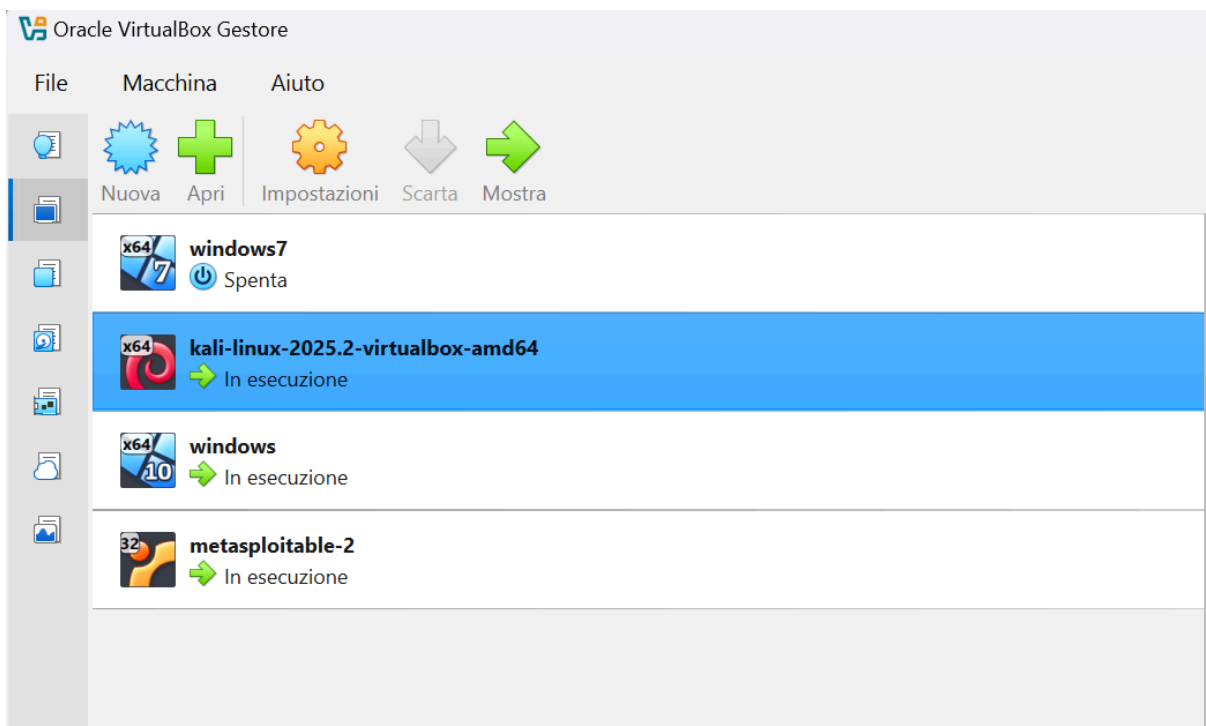 Oracle VirtualBox Gestore
File Macchina Aiuto
Nuova Apri Impostazioni Scarta Mostra
x64 windows7
7 Spenta
x64 kali-linux-2025.2-virtualbox-amd64
In esecuzione
x64 windows
10 In esecuzione
32 metasploitable-2
In esecuzione